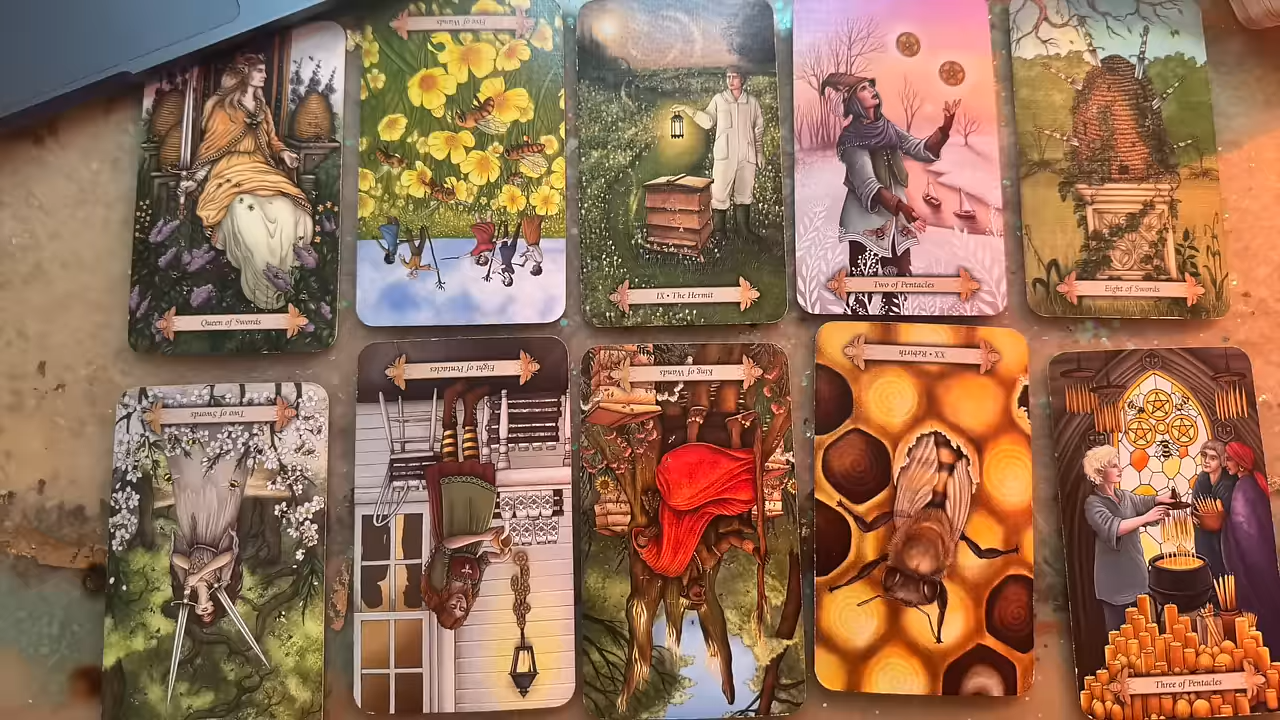 Five of Wands
Queen of Swords
IX • The Hermit
Two of Pentacles
Eight of Swords
Two of Swords
Eight of Pentacles
King of Wands
XX • Rebirth
Three of Pentacles